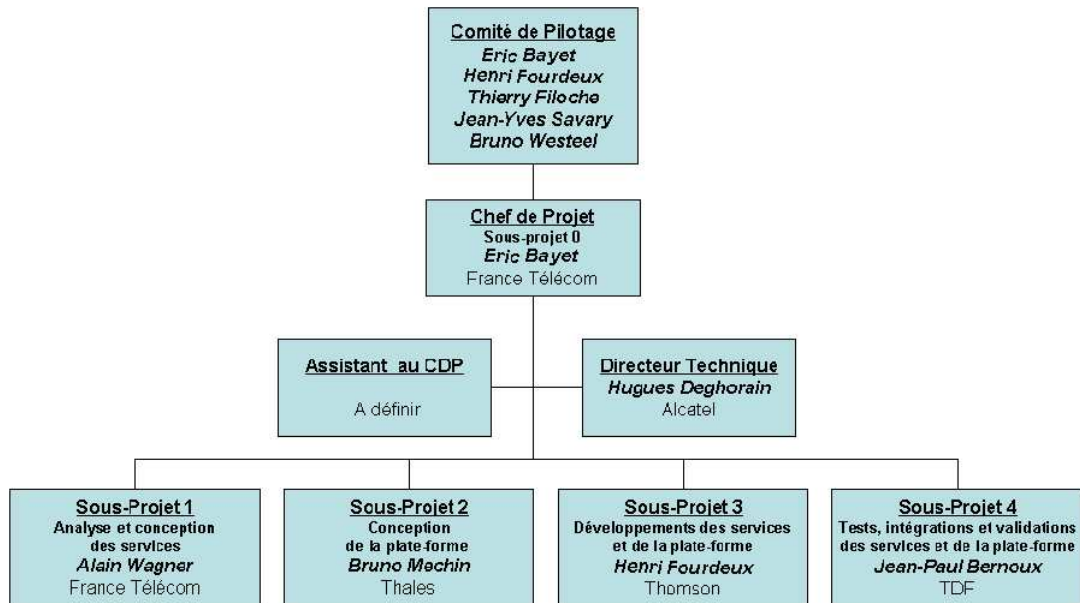 Comité de Pilotage
Eric Bayet
Henri Fourdeux
Thierry Filoche
Jean-Yves Savary
Bruno Westeel
Chef de Projet
Sous-projet 0
Eric Bayet
France Télécom
Assistant au CDP
A définir
Directeur Technique
Hugues Deghorain
Alcatel
Sous-Projet 1
Analyse et conception
des services
Alain Wagner
France Télécom
Sous-Projet 2
Conception
de la plate-forme
Bruno Mechin
Thales
Sous-Projet 3
Développements des services
et de la plate-forme
Henri Fourdeux
Thomson
Sous-Projet 4
Tests, intégrations et validations
des services et de la plate-forme
Jean-Paul Bernoux
TDF